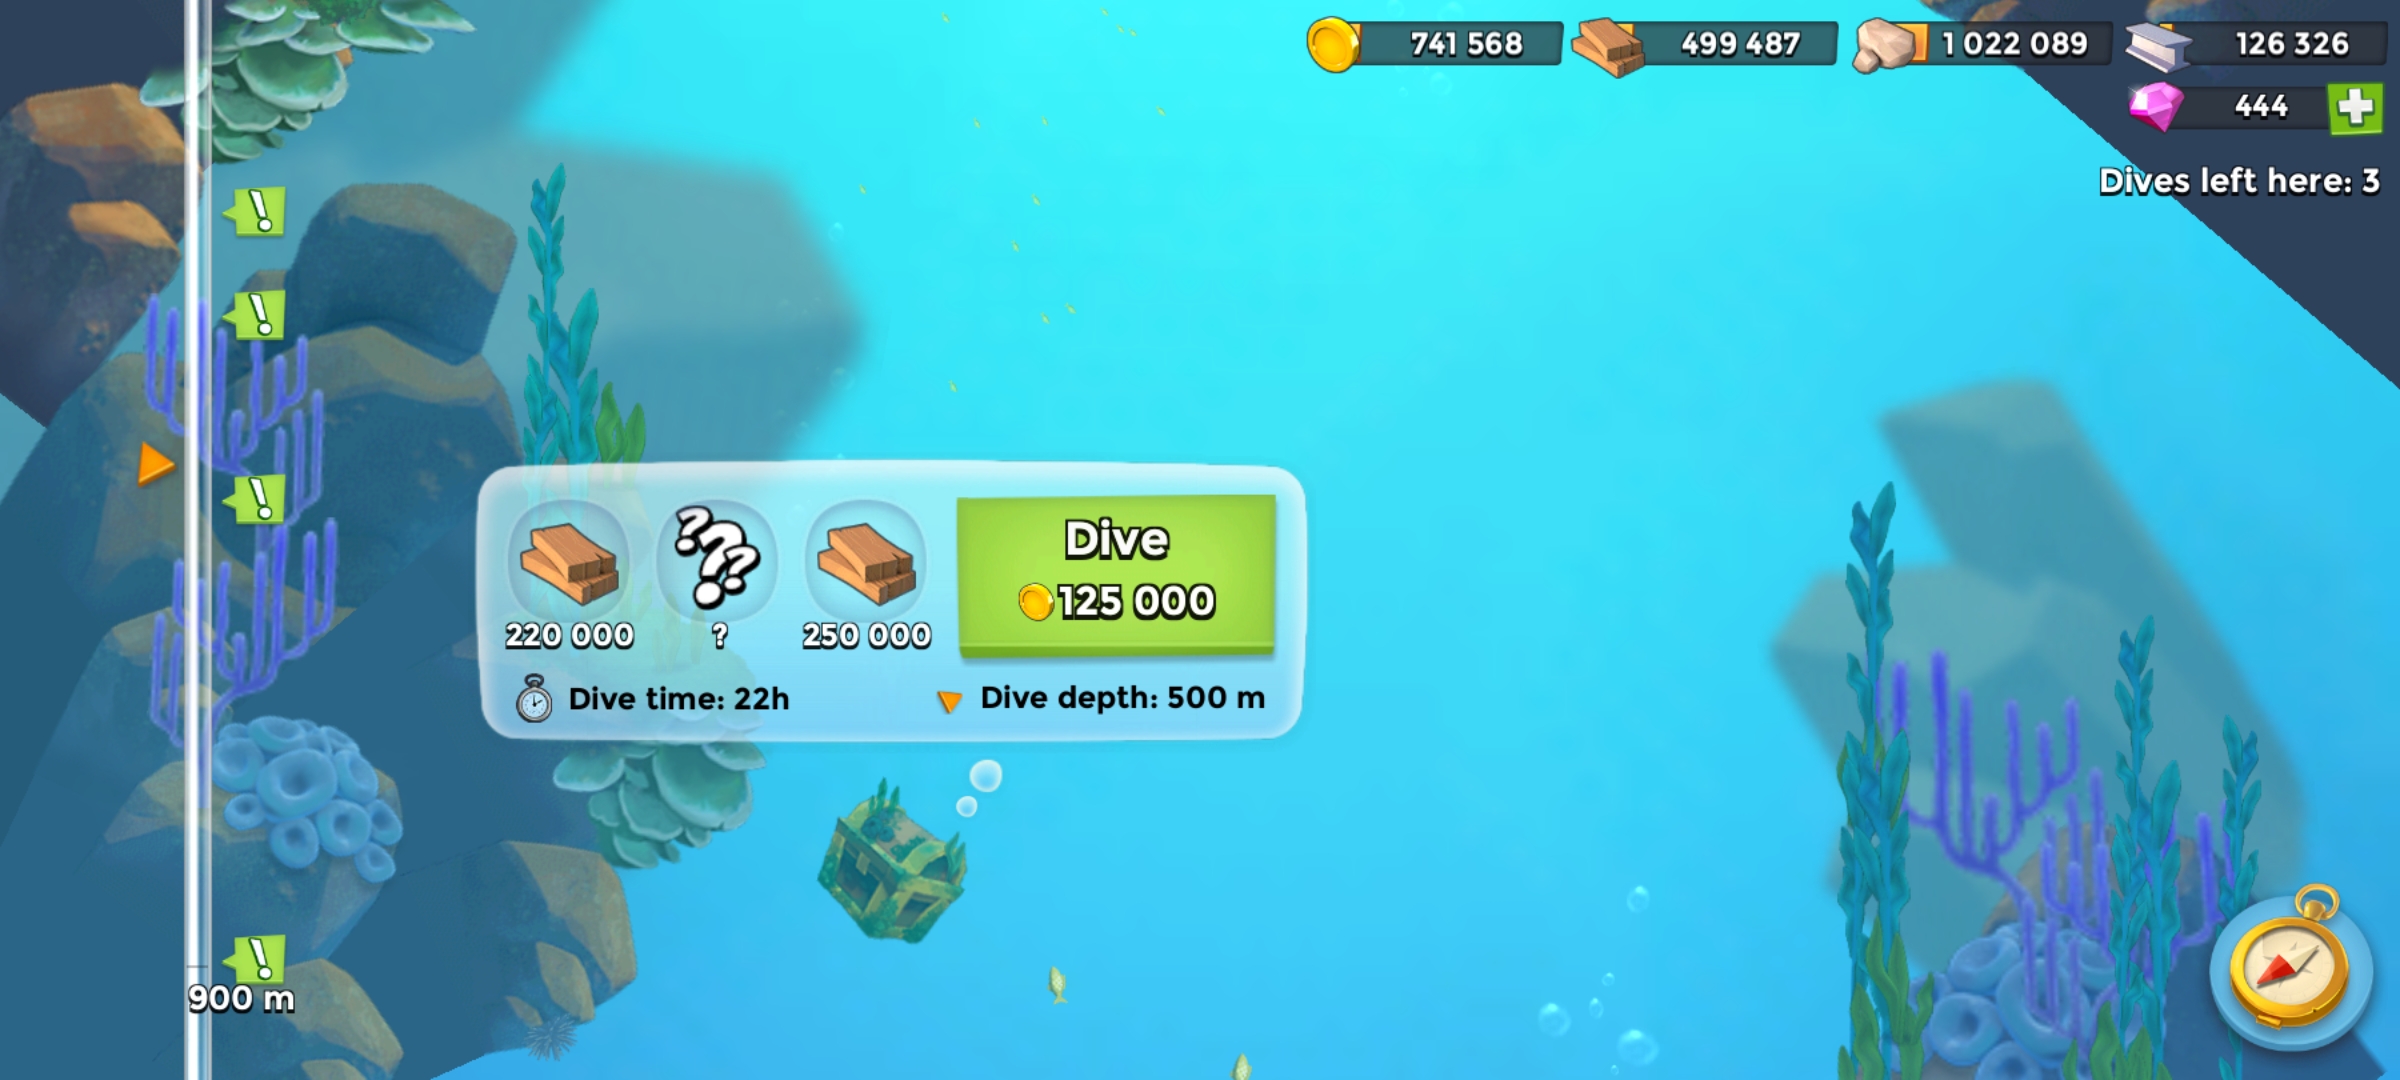 741 568
499 487
1 022 089
126 326
444
Dives left here: 3
!
!
!
Dive
125 000
220 000
?
250 000
Dive time: 22h
Dive depth: 500 m
!
900 m